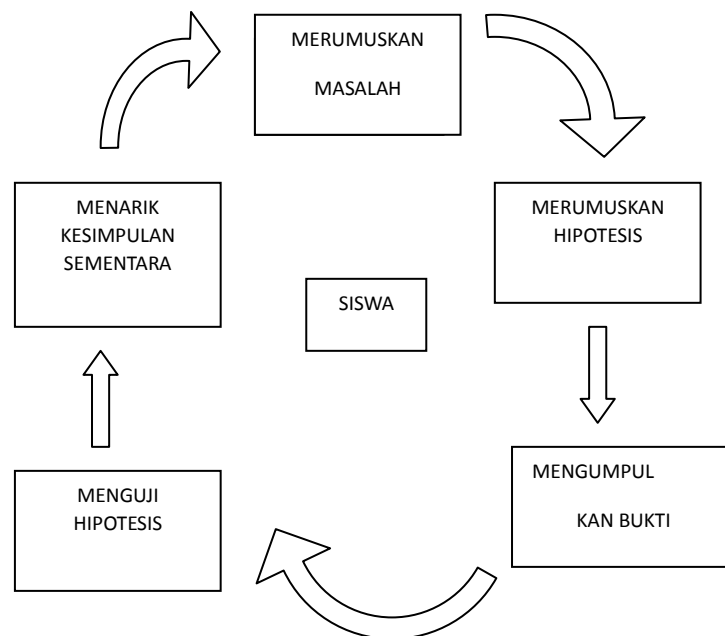 MERUMUSKAN
MASALAH
MENARIK
KESIMPULAN
SEMENTARA
MERUMUSKAN
HIPOTESIS
SISWA
MENGUJI
HIPOTESIS
MENGUMPUL
KAN BUKTI